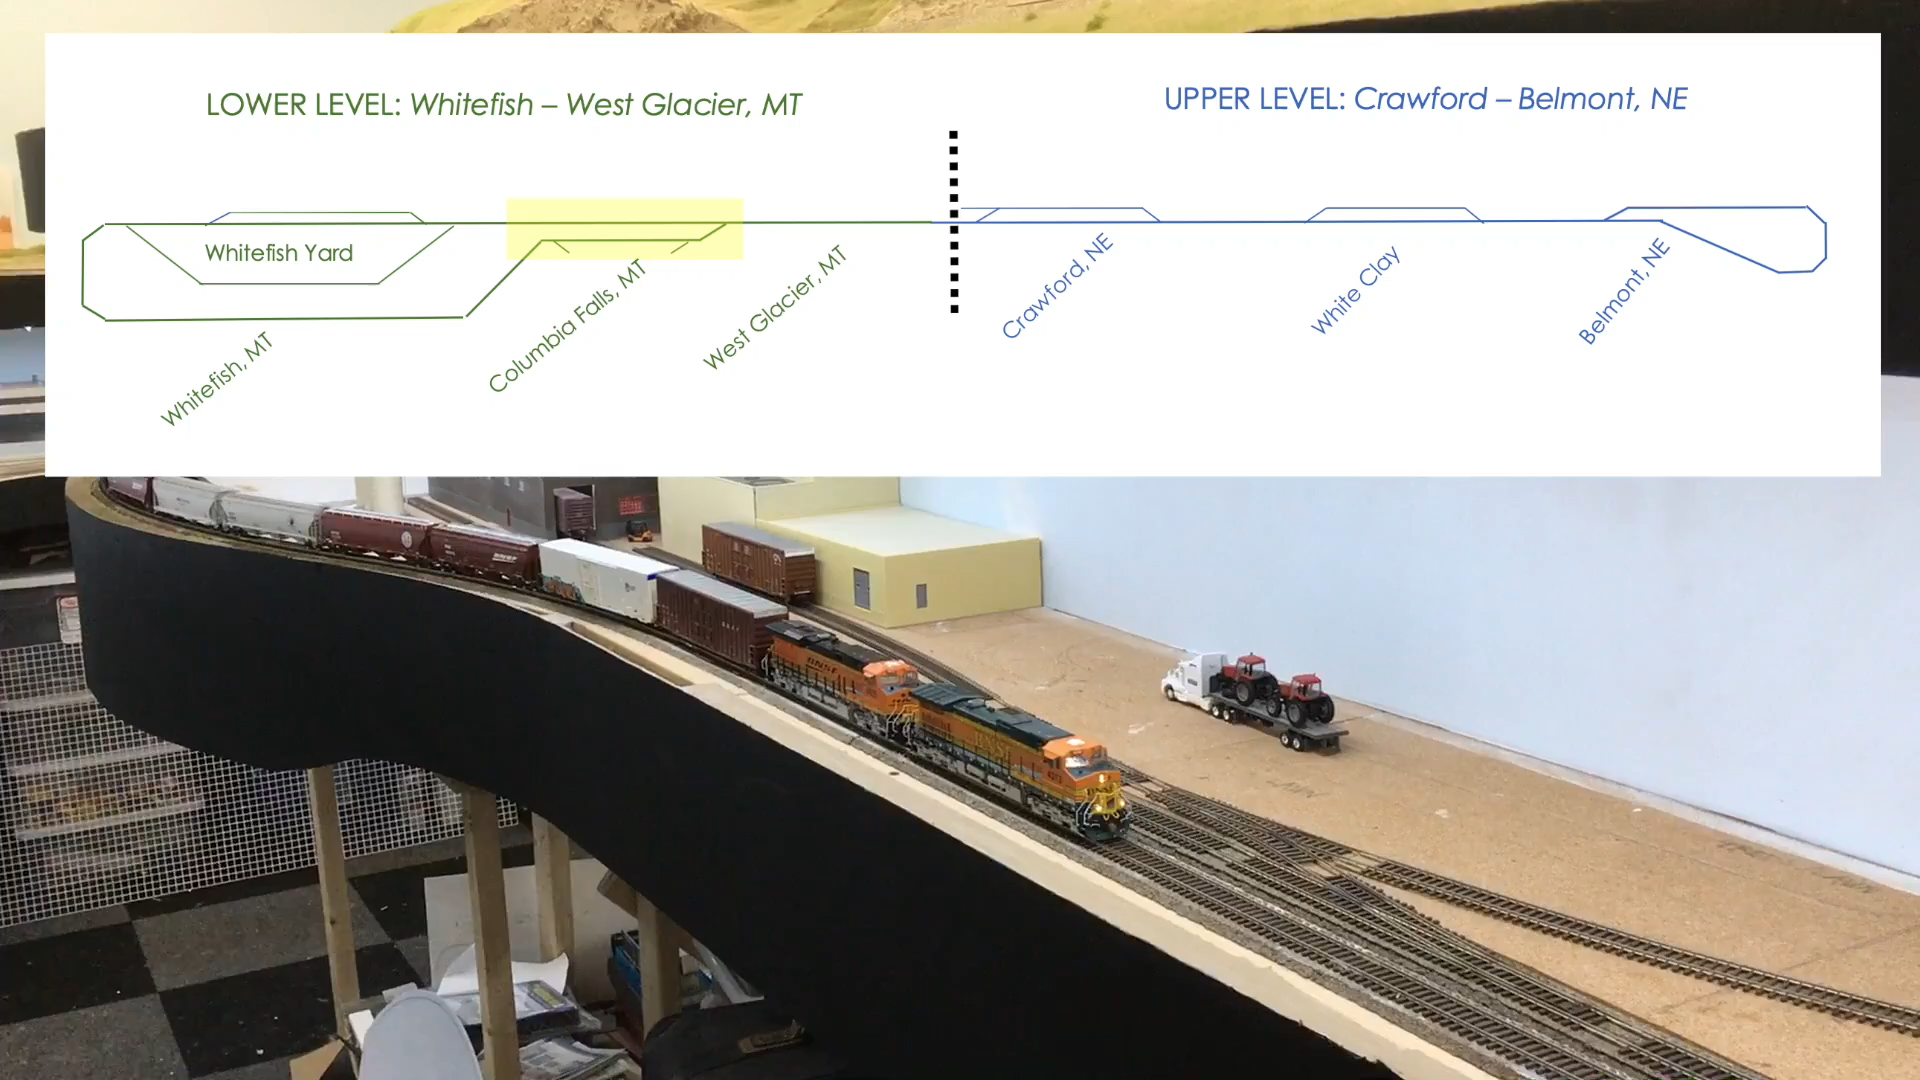 LOWER LEVEL: Whitefish – West Glacier, MT
UPPER LEVEL: Crawford – Belmont, NE
Whitefish Yard
Whitefish, MT
Columbia Falls, MT
West Glacier, MT
Crawford, NE
White Clay
Belmont, NE
BNSF